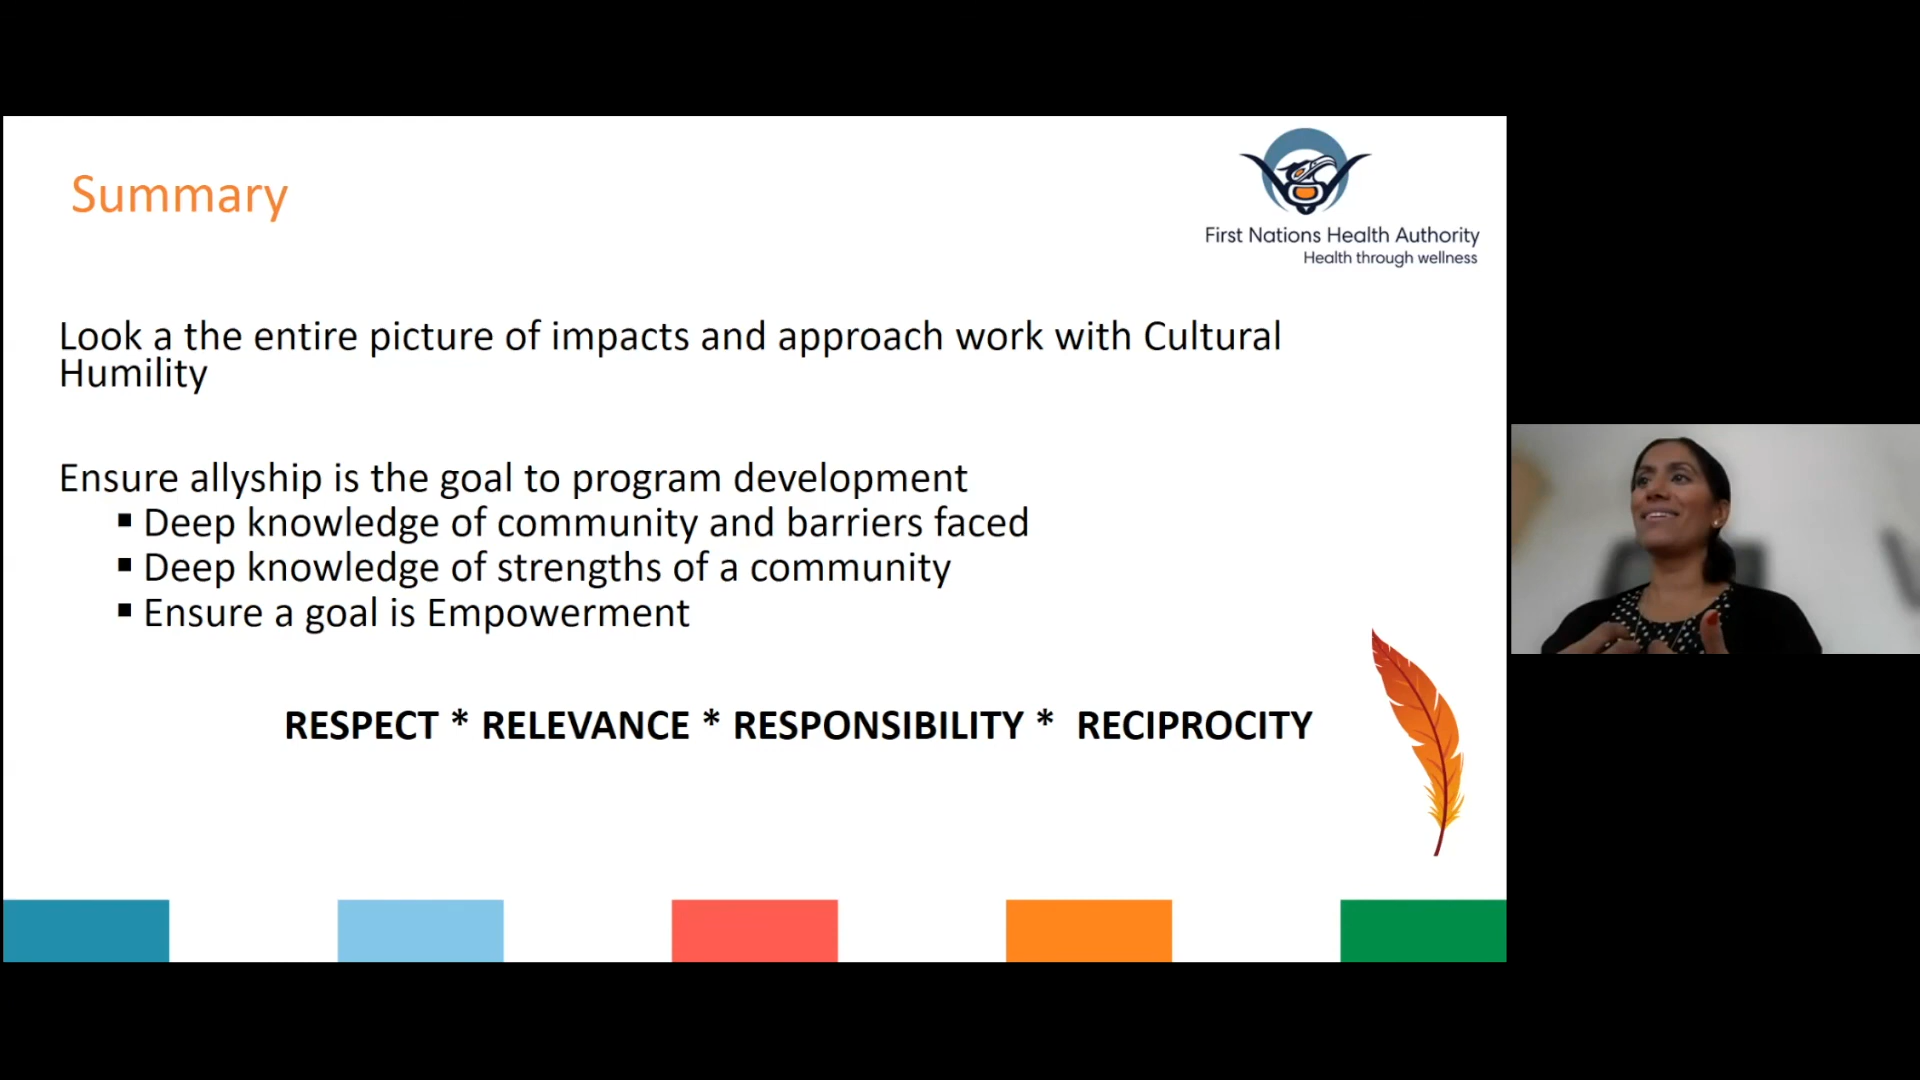 Summary
First Nations Health Authority
Health through wellness
Look a the entire picture of impacts and approach work with Cultural
Humility
Ensure allyship is the goal to program development
▪ Deep knowledge of community and barriers faced
▪ Deep knowledge of strengths of a community
▪ Ensure a goal is Empowerment
RESPECT * RELEVANCE * RESPONSIBILITY * RECIPROCITY